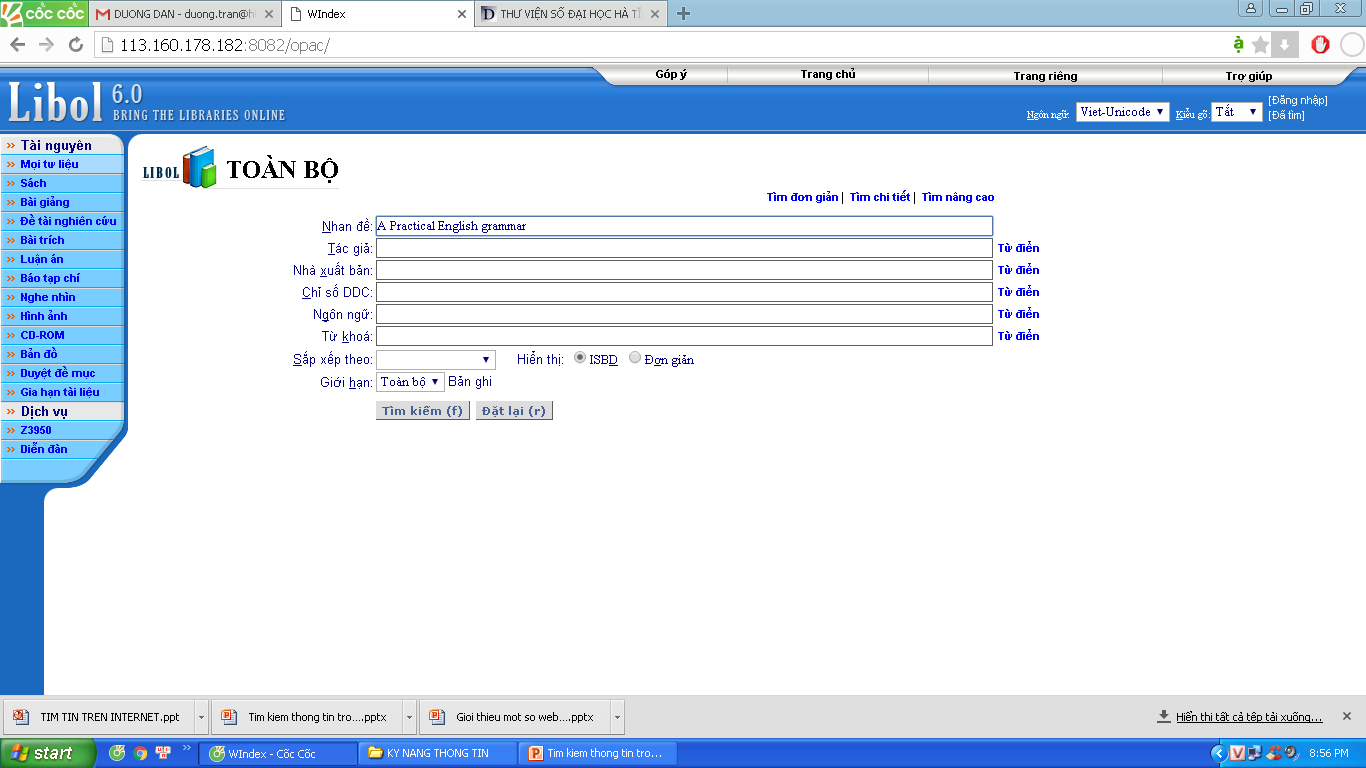 cốc cốc
DUONG DAN - duong.tran@h
WIndex
THƯ VIỆN SỐ ĐẠI HỌC HÀ TĨ
113.160.178.182:8082/opac/
Góp ý Trang chủ Trang riêng Trợ giúp
Libol 6.0
BRING THE LIBRARIES ONLINE
Ngôn ngữ: Viet-Unicode Kiểu gõ: Tắt
[Đăng nhập]
[Đã tìm]
Tài nguyên
Mọi tư liệu
Sách
Bài giảng
Đề tài nghiên cứu
Bài trích
Luận án
Báo tạp chí
Nghe nhìn
Hình ảnh
CD-ROM
Bản đồ
Duyệt đề mục
Gia hạn tài liệu
Dịch vụ
Z3950
Diễn đàn
LIBOL TOÀN BỘ
Tìm đơn giản | Tìm chi tiết | Tìm nâng cao
Nhan đề: A Practical English grammar
Tác giả: Từ điển
Nhà xuất bản: Từ điển
Chỉ số DDC: Từ điển
Ngôn ngữ: Từ điển
Từ khoá: Từ điển
Sắp xếp theo: Hiển thị: ISBD Đơn giản
Giới hạn: Toàn bộ Bản ghi
Tìm kiếm (f) Đặt lại (r)
TIM TIN TREN INTERNET.ppt
Tim kiem thong tin tro....pptx
Gioi thieu mot so web....pptx
Hiển thị tất cả tệp tải xuống...
start
WIndex - Cốc Cốc
KY NANG THONG TIN
Tim kiem thong tin tro...
8:56 PM